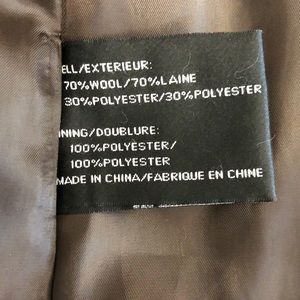 ELL/EXTERIEUR:
70%WOOL/70%LAINE
30%POLYESTER/30%POLYESTER
NING/DOUBLURE:
100%POLYESTER/
100%POLYESTER
MADE IN CHINA/FABRIQUE EN CHINE